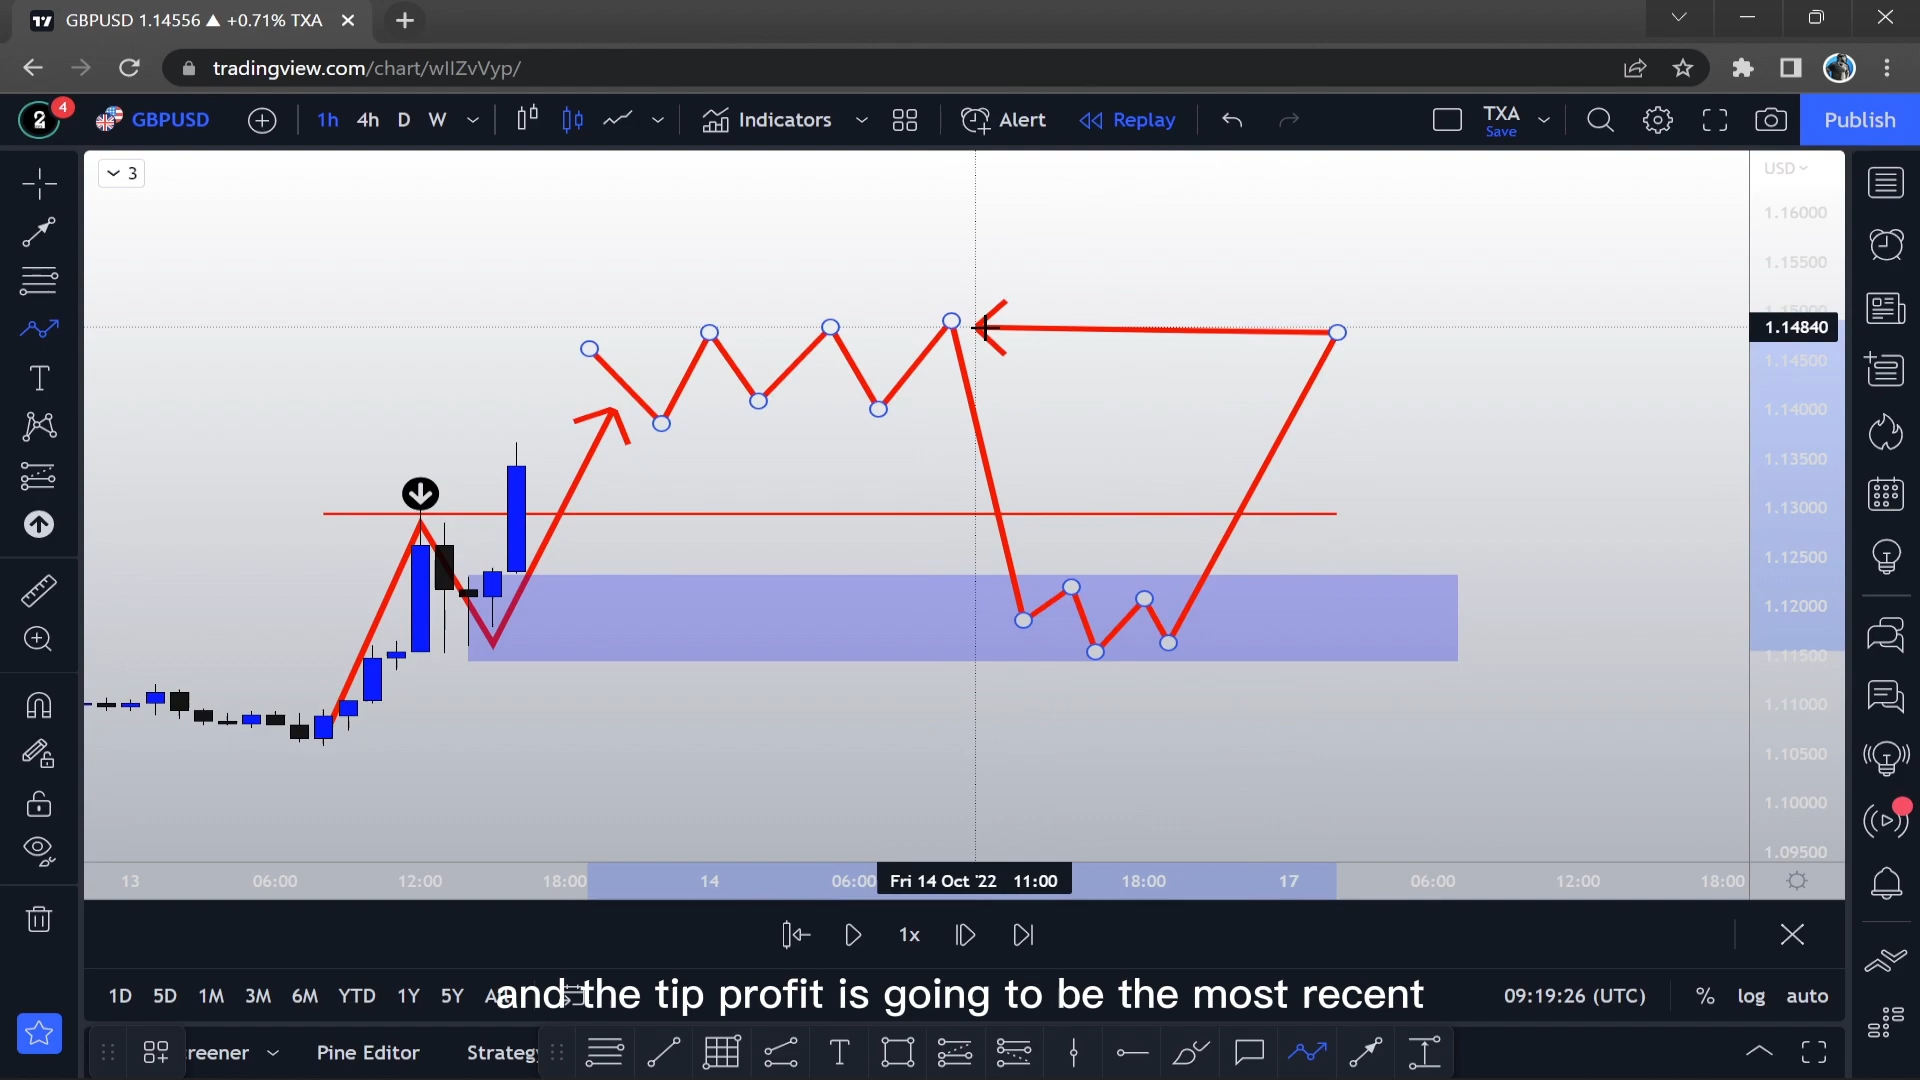 GBPUSD 1.14556 ▲ +0.71% TXA
tradingview.com/chart/wIIZvVyp/
4
2
GBPUSD
1h
4h
D
W
Indicators
Alert
Replay
TXA
Save
Publish
3
USD
1.16000
1.15500
1.14840
1.14500
1.14000
1.13500
1.13000
1.12500
1.12000
1.11500
1.11000
1.10500
1.10000
1.09500
13
06:00
12:00
18:00
14
06:00
Fri 14 Oct '22 11:00
18:00
17
06:00
12:00
18:00
1x
1D
5D
1M
3M
6M
YTD
1Y
5Y
and the tip profit is going to be the most recent
09:19:26 (UTC)
%
log
auto
reener
Pine Editor
Strateg